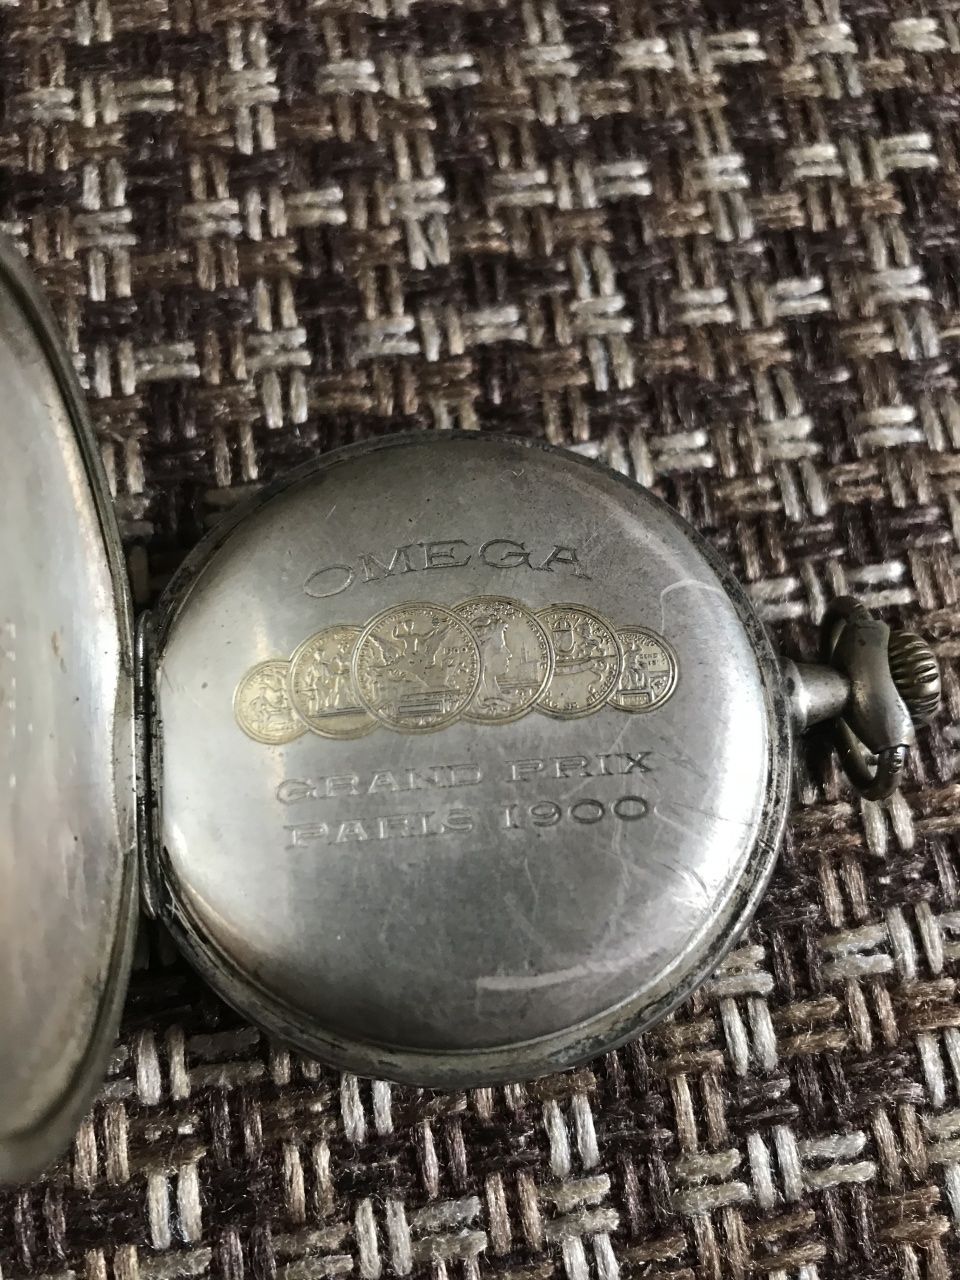 OMEGA
GRAND PRIX
PARIS 1900